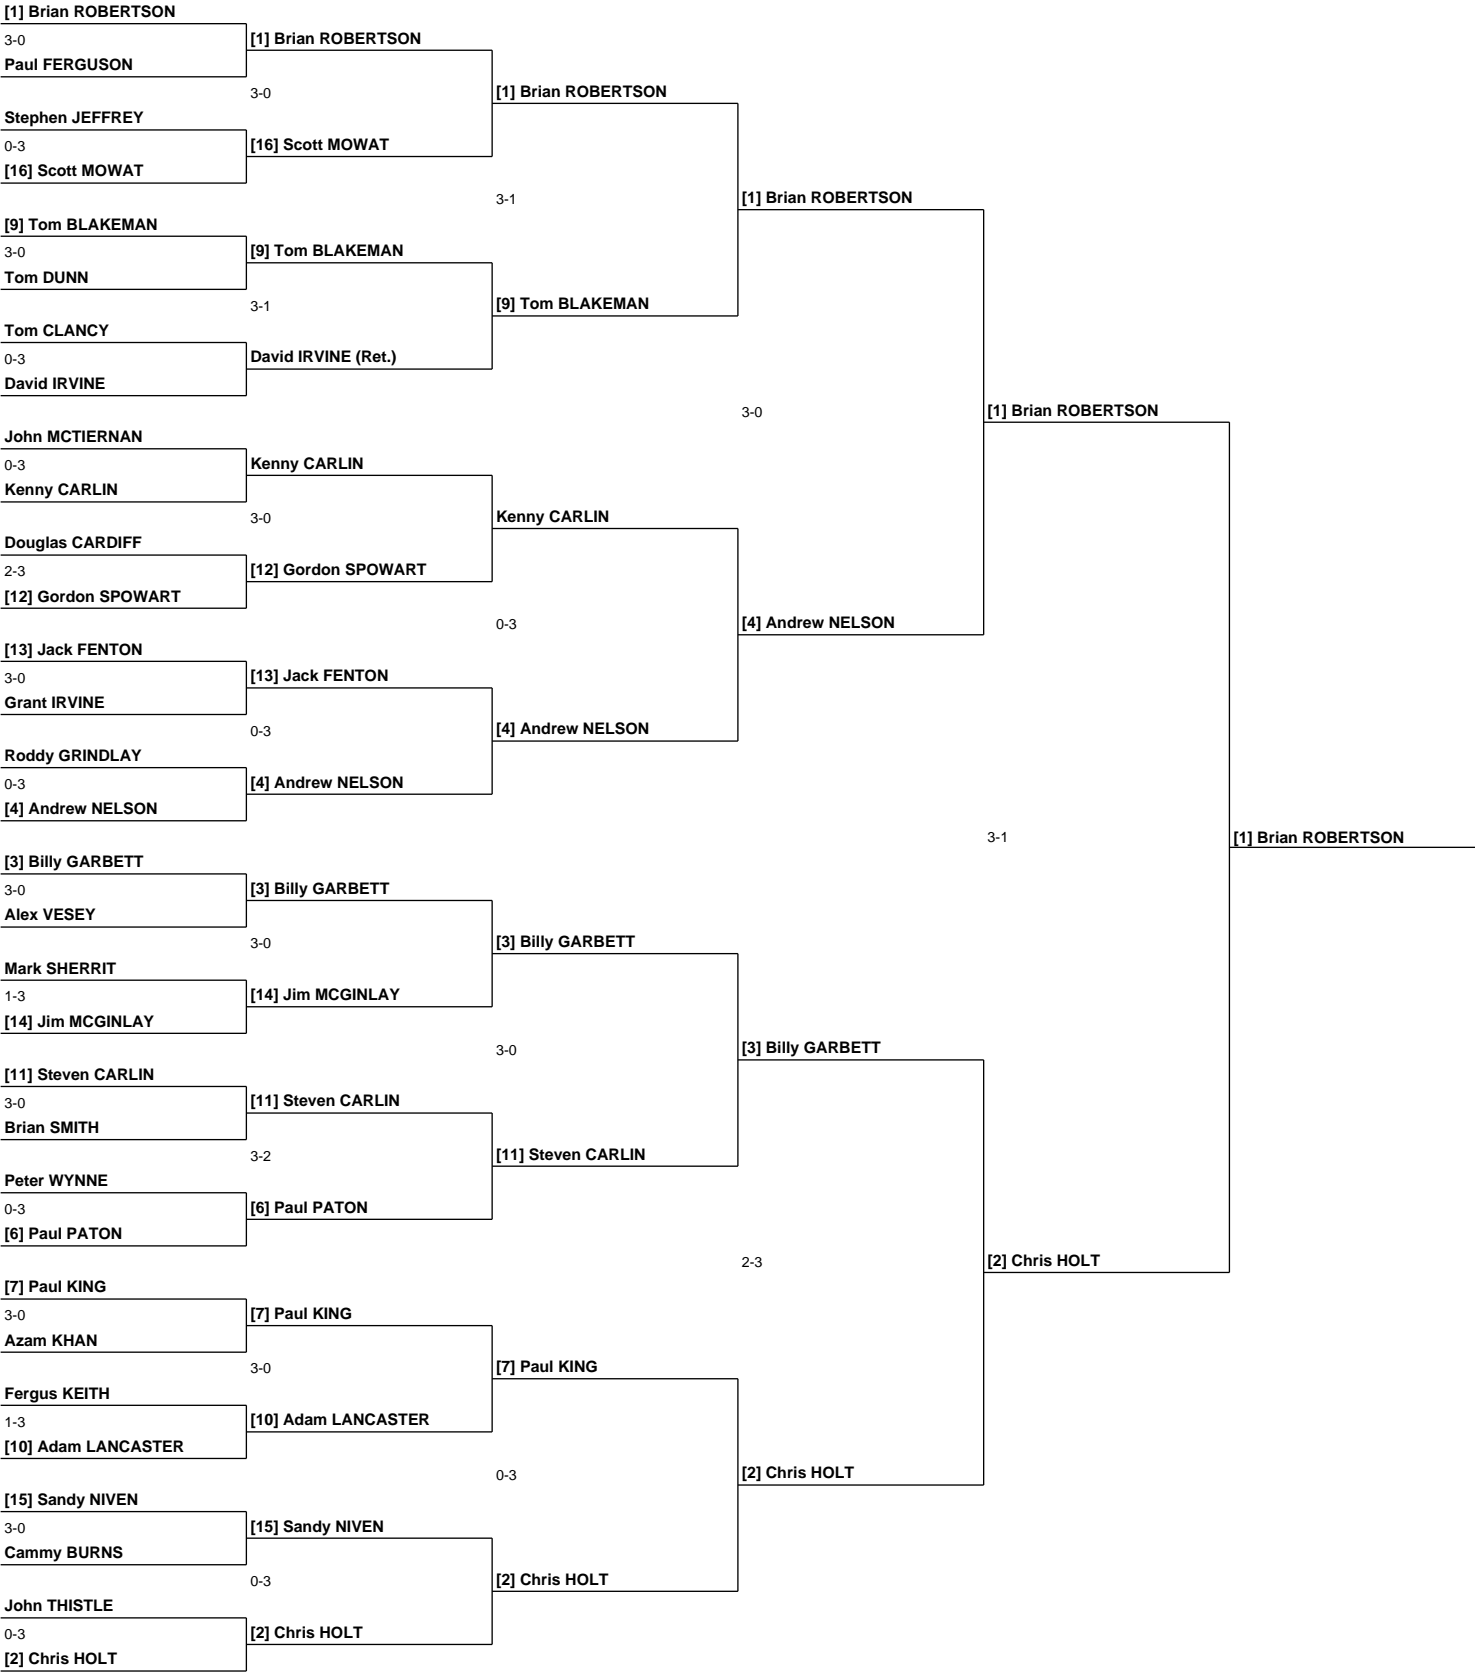 [1] Brian ROBERTSON
3-0
Paul FERGUSON
Stephen JEFFREY
0-3
[16] Scott MOWAT
[9] Tom BLAKEMAN
3-0
Tom DUNN
Tom CLANCY
0-3
David IRVINE
John MCTIERNAN
0-3
Kenny CARLIN
Douglas CARDIFF
2-3
[12] Gordon SPOWART
[13] Jack FENTON
3-0
Grant IRVINE
Roddy GRINDLAY
0-3
[4] Andrew NELSON
[3] Billy GARBETT
3-0
Alex VESEY
Mark SHERRIT
1-3
[14] Jim MCGINLAY
[11] Steven CARLIN
3-0
Brian SMITH
Peter WYNNE
0-3
[6] Paul PATON
[7] Paul KING
3-0
Azam KHAN
Fergus KEITH
1-3
[10] Adam LANCASTER
[15] Sandy NIVEN
3-0
Cammy BURNS
John THISTLE
0-3
[2] Chris HOLT
[1] Brian ROBERTSON
3-0
[16] Scott MOWAT
[9] Tom BLAKEMAN
3-1
David IRVINE (Ret.)
Kenny CARLIN
3-0
[12] Gordon SPOWART
[13] Jack FENTON
0-3
[4] Andrew NELSON
[3] Billy GARBETT
3-0
[14] Jim MCGINLAY
[11] Steven CARLIN
3-2
[6] Paul PATON
[7] Paul KING
3-0
[10] Adam LANCASTER
[15] Sandy NIVEN
0-3
[2] Chris HOLT
[1] Brian ROBERTSON
3-1
[9] Tom BLAKEMAN
Kenny CARLIN
0-3
[4] Andrew NELSON
[3] Billy GARBETT
3-0
[11] Steven CARLIN
[7] Paul KING
0-3
[2] Chris HOLT
[1] Brian ROBERTSON
3-0
[4] Andrew NELSON
[3] Billy GARBETT
2-3
[2] Chris HOLT
[1] Brian ROBERTSON
3-1
[2] Chris HOLT
[1] Brian ROBERTSON